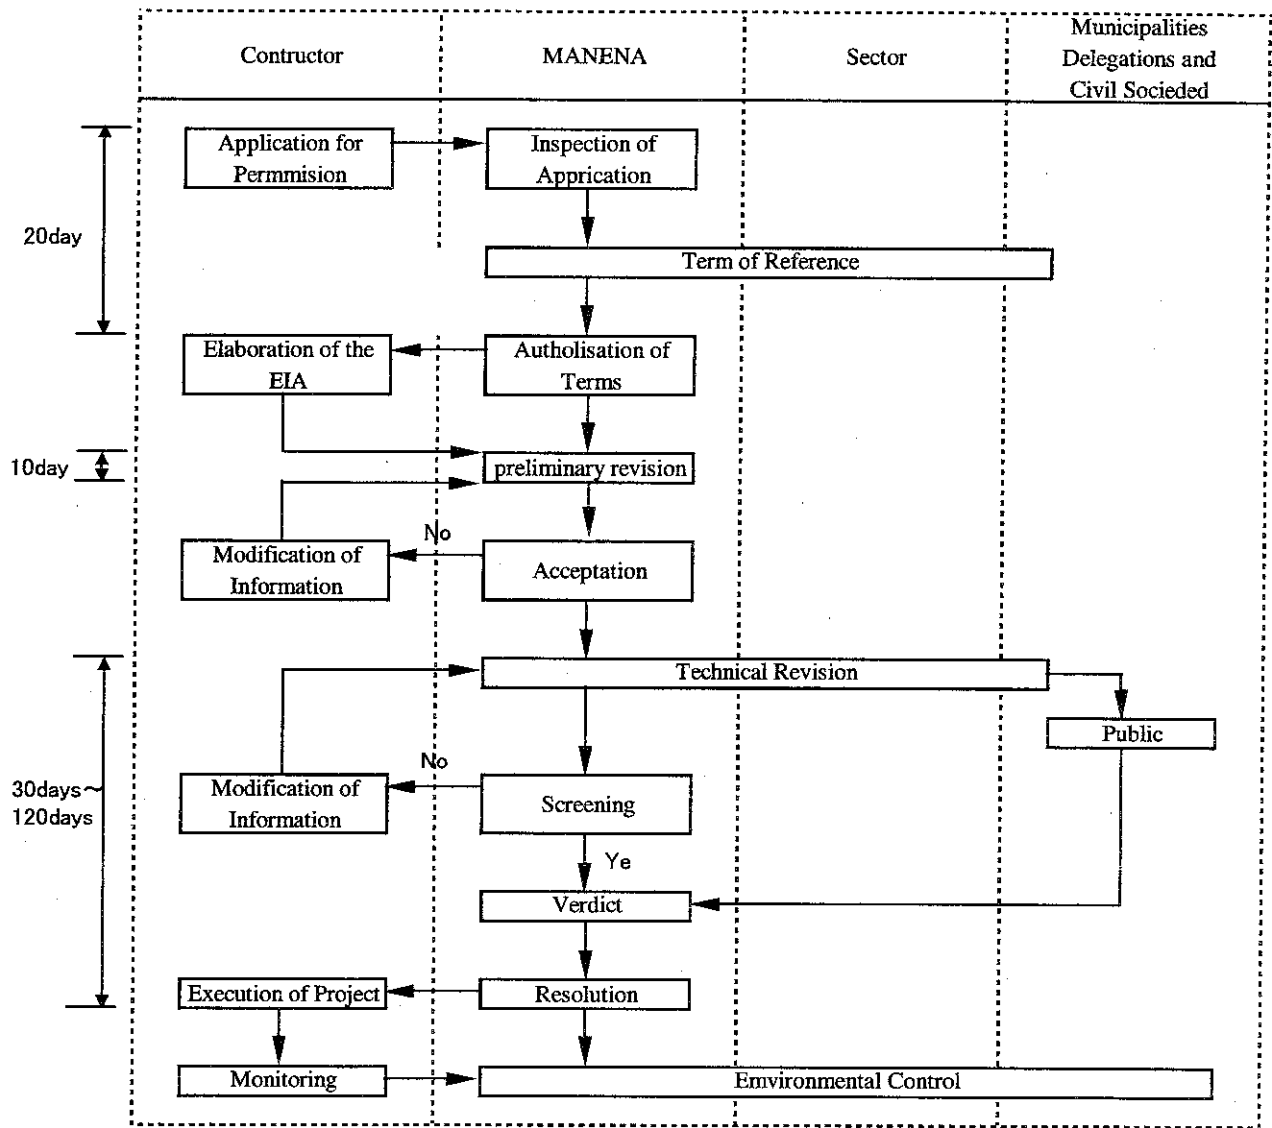 Contructor
MANENA
Sector
Municipalities
Delegations and
Civil Socieded
Application for
Permmision
Inspection of
Apprication
20day
Term of Reference
Elaboration of the
EIA
Autholisation of
Terms
10day
preliminary revision
No
Modification of
Information
Acceptation
Technical Revision
Public
No
30days~
120days
Modification of
Information
Screening
Ye
Verdict
Execution of Project
Resolution
Monitoring
Emvironmental Control